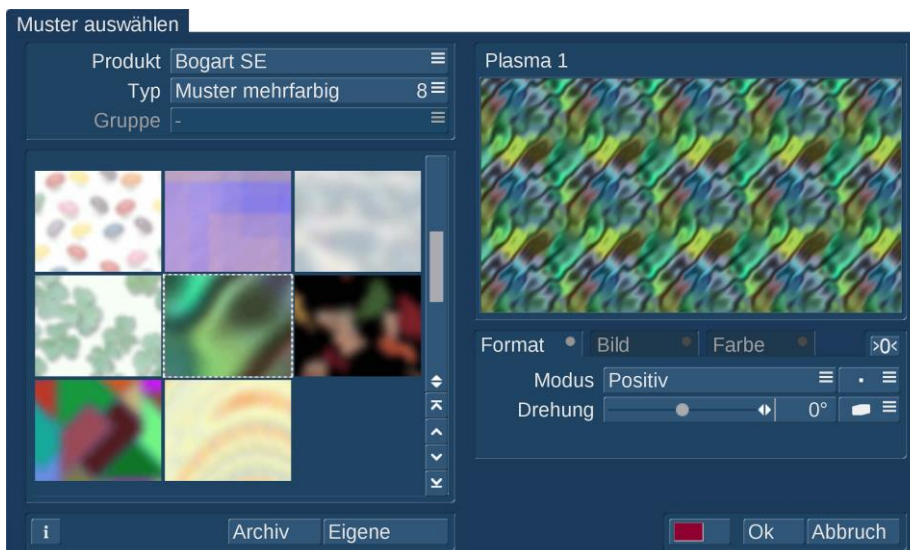 Muster auswählen
Produkt Bogart SE
Typ Muster mehrfarbig 8
Gruppe -
Plasma 1
Format Bild Farbe >0<
Modus Positiv
Drehung 0°
i Archiv Eigene Ok Abbruch